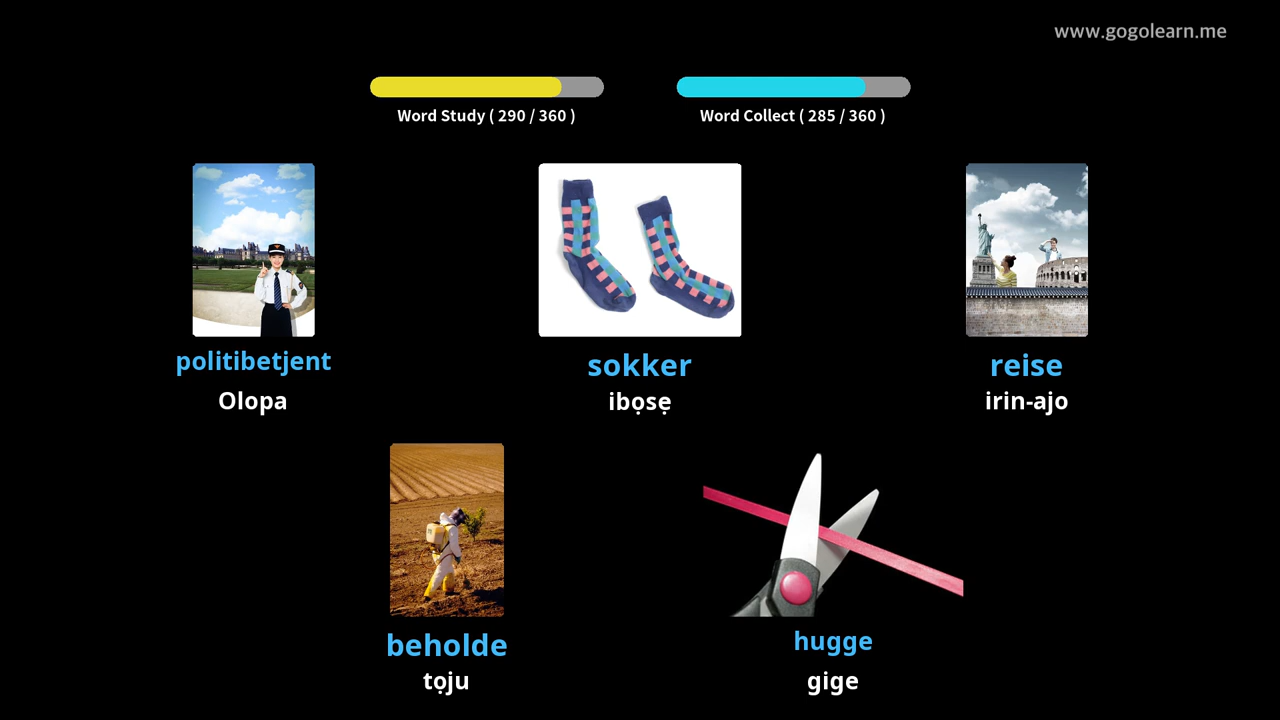 www.gogolearn.me
Word Study ( 290 / 360 )
Word Collect ( 285 / 360 )
politibetjent
Olopa
sokker
ibọsẹ
reise
irin-ajo
beholde
tọju
hugge
gige